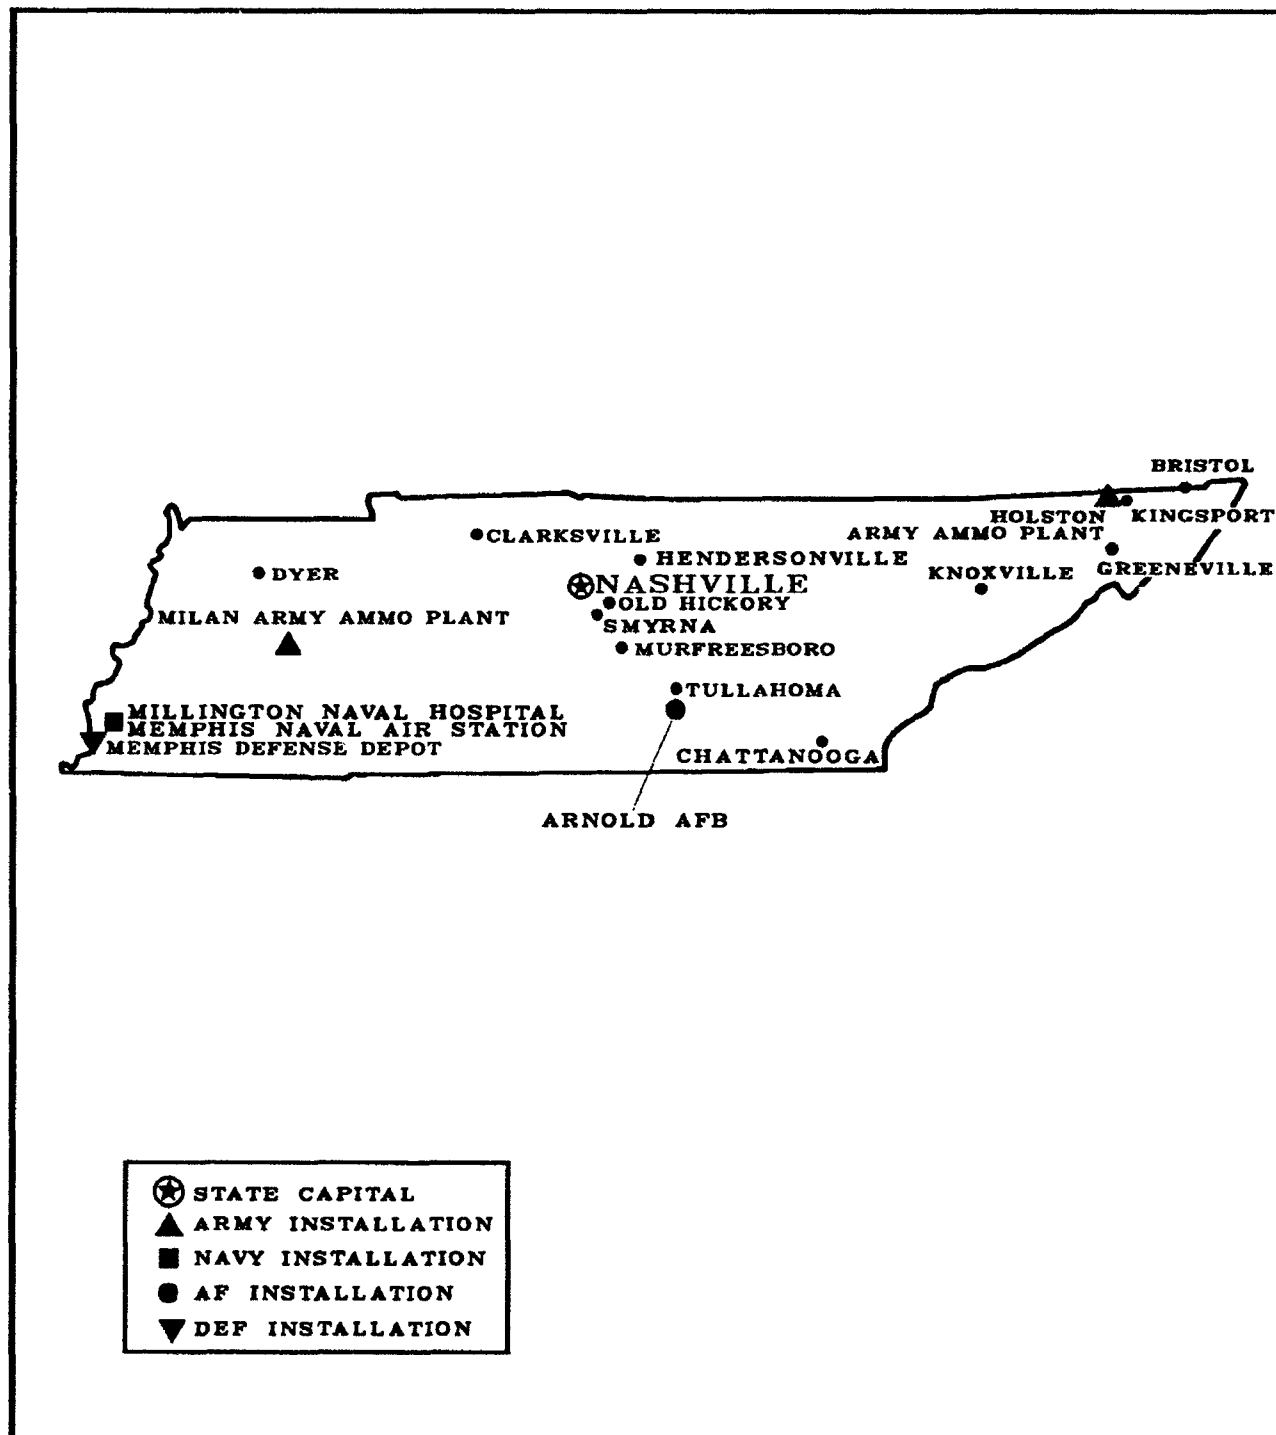 BRISTOL
HOLSTON
KINGSPORT
ARMY AMMO PLANT
CLARKSVILLE
HENDERSONVILLE
GREENEVILLE
KNOXVILLE
DYER
NASHVILLE
OLD HICKORY
MILAN ARMY AMMO PLANT
SMYRNA
MURFREESBORO
TULLAHOMA
MILLINGTON NAVAL HOSPITAL
MEMPHIS NAVAL AIR STATION
MEMPHIS DEFENSE DEPOT
CHATTANOOGA
ARNOLD AFB
STATE CAPITAL
ARMY INSTALLATION
NAVY INSTALLATION
AF INSTALLATION
DEF INSTALLATION